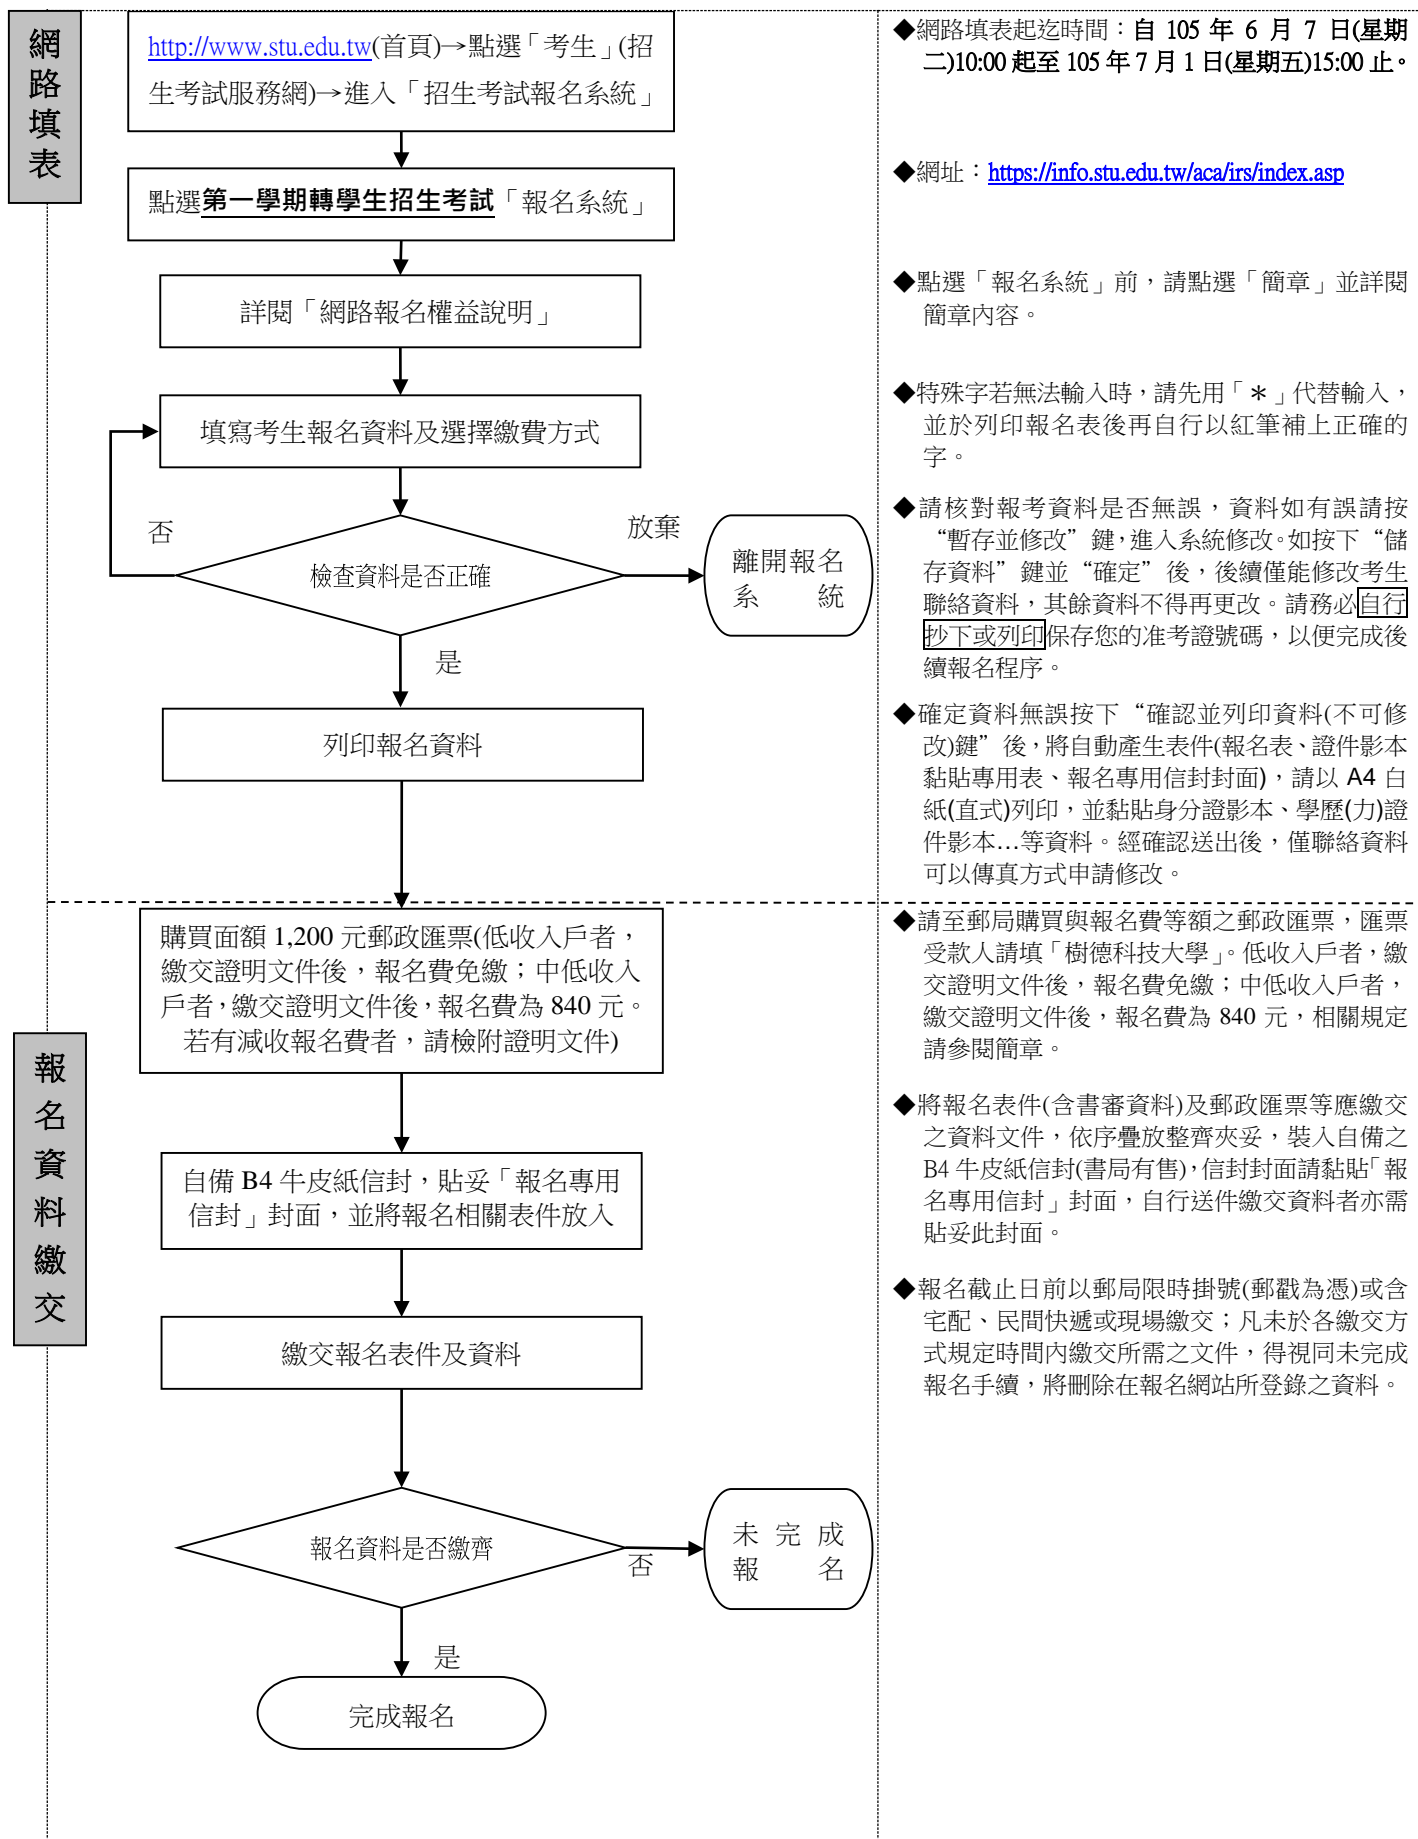 網路填表
http://www.stu.edu.tw(首頁)→點選「考生」(招
生考試服務網)→進入「招生考試報名系統」
點選第一學期轉學生招生考試「報名系統」
詳閱「網路報名權益說明」
填寫考生報名資料及選擇繳費方式
否
放棄
檢查資料是否正確
離開報名
系統
是
列印報名資料
◆網路填表起迄時間：自 105 年 6 月 7 日(星期
二)10:00 起至 105 年 7 月 1 日(星期五)15:00 止。
◆網址：https://info.stu.edu.tw/aca/irs/index.asp
◆點選「報名系統」前，請點選「簡章」並詳閱
簡章內容。
◆特殊字若無法輸入時，請先用「＊」代替輸入，
並於列印報名表後再自行以紅筆補上正確的
字。
◆請核對報考資料是否無誤，資料如有誤請按
“暫存並修改”鍵，進入系統修改。如按下“儲
存資料”鍵並“確定”後，後續僅能修改考生
聯絡資料，其餘資料不得再更改。請務必自行
抄下或列印保存您的准考證號碼，以便完成後
續報名程序。
◆確定資料無誤按下“確認並列印資料(不可修
改)鍵”後，將自動產生表件(報名表、證件影本
黏貼專用表、報名專用信封封面)，請以 A4 白
紙(直式)列印，並黏貼身分證影本、學歷(力)證
件影本…等資料。經確認送出後，僅聯絡資料
可以傳真方式申請修改。
報名資料繳交
購買面額 1,200 元郵政匯票(低收入戶者，
繳交證明文件後，報名費免繳；中低收入
戶者，繳交證明文件後，報名費為 840 元。
若有減收報名費者，請檢附證明文件)
自備 B4 牛皮紙信封，貼妥「報名專用
信封」封面，並將報名相關表件放入
繳交報名表件及資料
報名資料是否繳齊
否
未完成
報名
是
完成報名
◆請至郵局購買與報名費等額之郵政匯票，匯票
受款人請填「樹德科技大學」。低收入戶者，繳
交證明文件後，報名費免繳；中低收入戶者，
繳交證明文件後，報名費為 840 元，相關規定
請參閱簡章。
◆將報名表件(含書審資料)及郵政匯票等應繳交
之資料文件，依序疊放整齊夾妥，裝入自備之
B4 牛皮紙信封(書局有售)，信封封面請黏貼「報
名專用信封」封面，自行送件繳交資料者亦需
貼妥此封面。
◆報名截止日前以郵局限時掛號(郵戳為憑)或含
宅配、民間快遞或現場繳交；凡未於各繳交方
式規定時間內繳交所需之文件，得視同未完成
報名手續，將刪除在報名網站所登錄之資料。